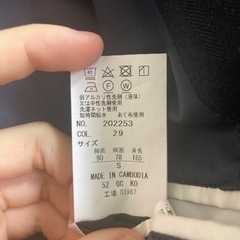 弱アルカリ性洗剤(液体)
又は中性洗剤使用
洗濯ネット使用
加熱時間脱水 あて布使用
NO. 202253
COL. 29
サイズ
胸囲 胴囲 身長
90 78 165
S
MADE IN CAMBODIA
52 GC KO
工場 01987